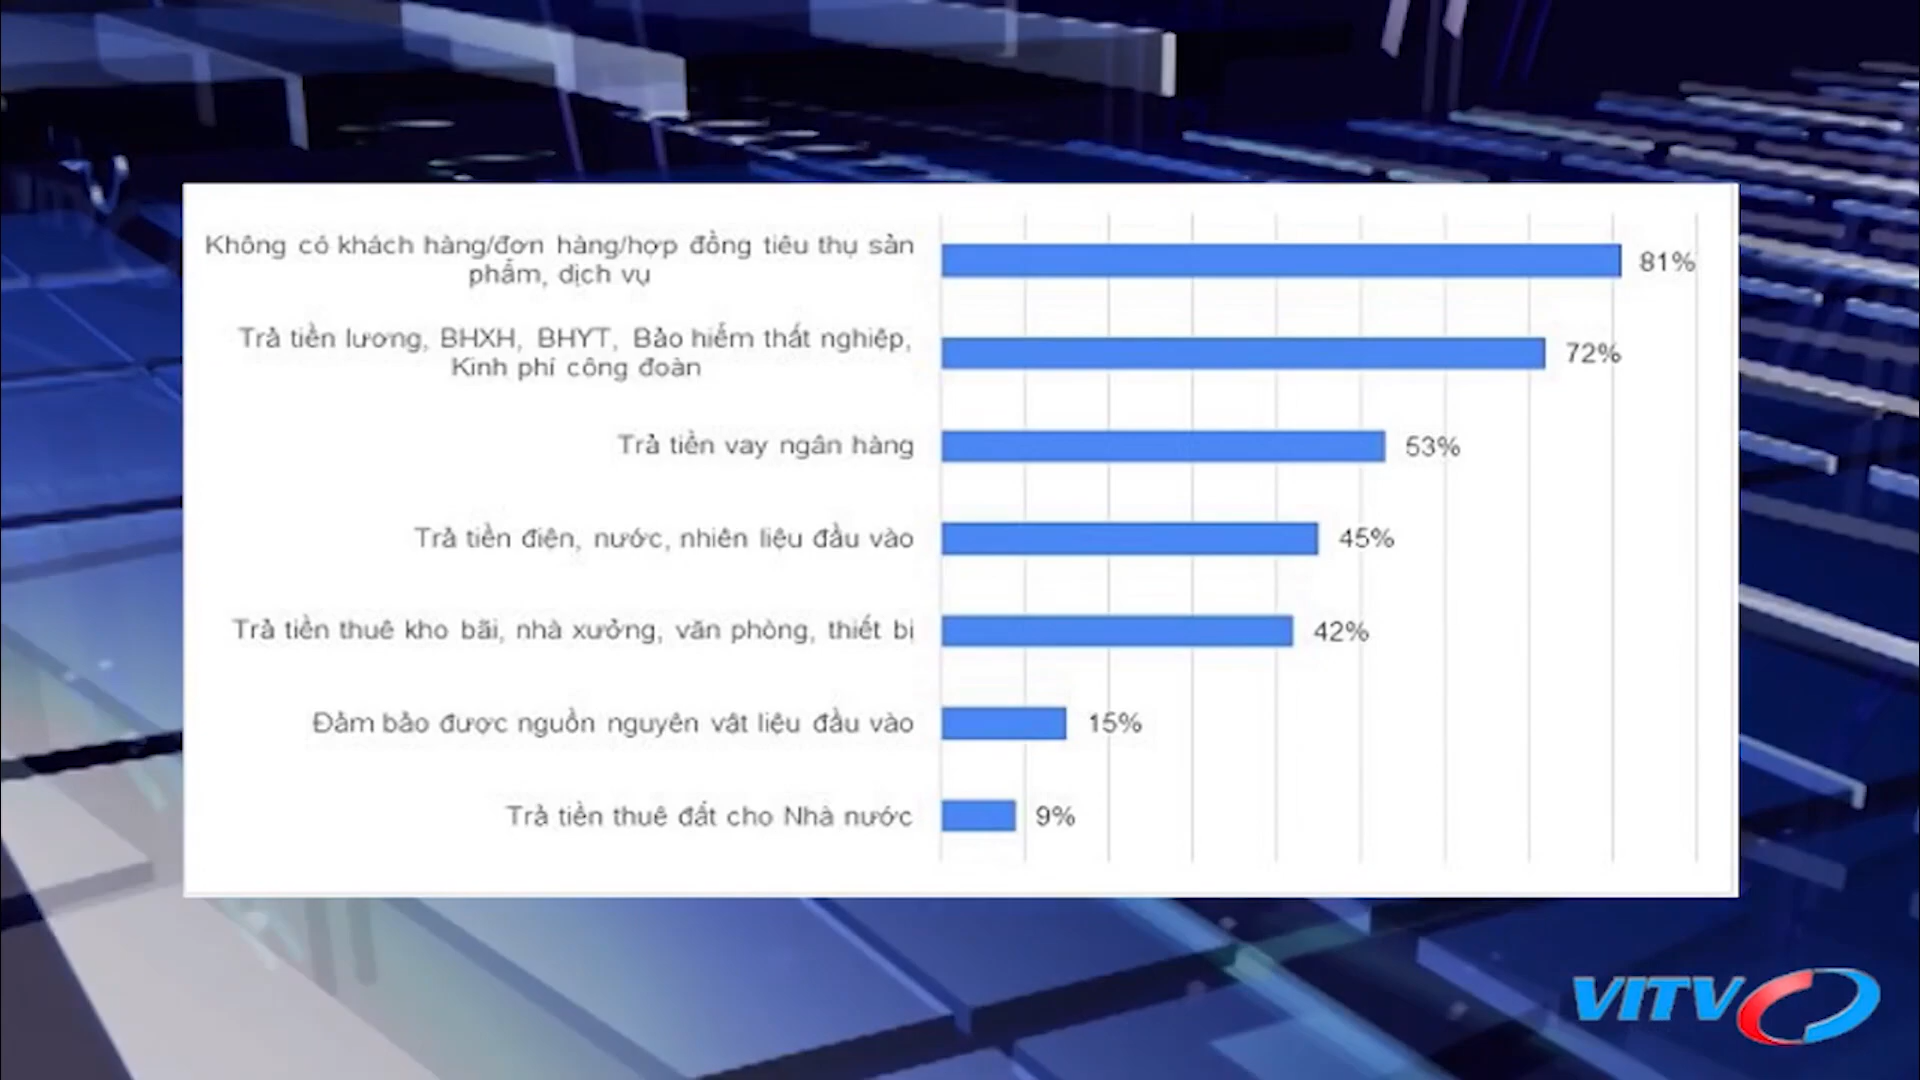 Không có khách hàng/đơn hàng/hợp đồng tiêu thụ sản
phẩm, dịch vụ
81%
Trả tiền lương, BHXH, BHYT, Bảo hiểm thất nghiệp,
Kinh phí công đoàn
72%
Trả tiền vay ngân hàng
53%
Trả tiền điện, nước, nhiên liệu đầu vào
45%
Trả tiền thuê kho bãi, nhà xưởng, văn phòng, thiết bị
42%
Đảm bảo được nguồn nguyên vật liệu đầu vào
15%
Trả tiền thuê đất cho Nhà nước
9%
VITV